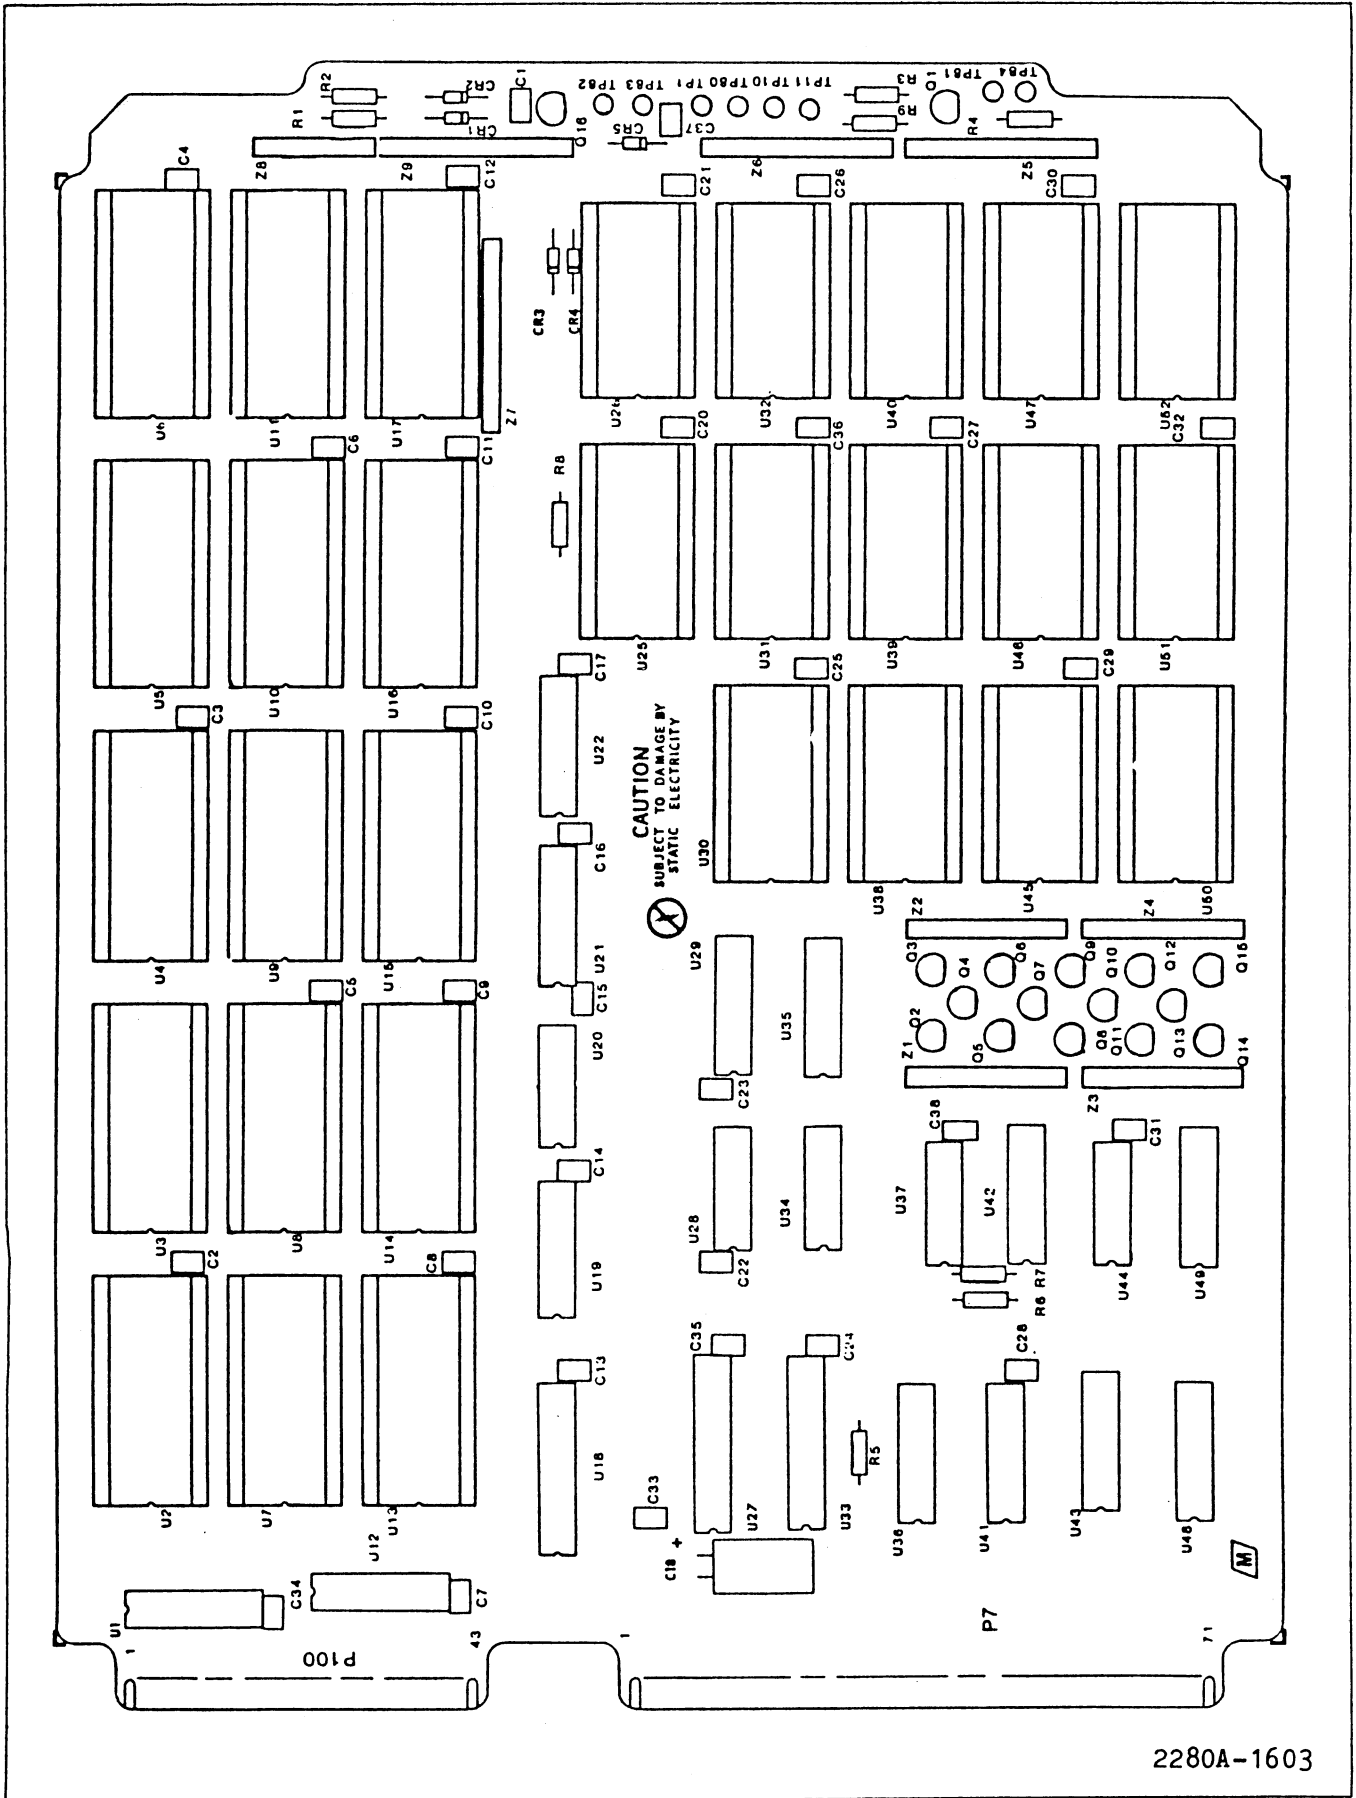 R2
R1
CR2
CR1
C1
Q16
TP82
TP83
TP1
TP80
TP10
TP11
CR5
C37
R3
R9
Q1
TP81
TP84
R4
C4
Z8
Z9
C12
C21
Z6
C26
Z5
C30
CR3
CR4
U6
U11
U17
Z7
U26
U32
U40
U47
U52
C6
C11
C20
C36
C27
C32
R8
U5
U10
U16
C17
U25
U31
U39
U46
U51
C3
C10
C25
C29
U22
CAUTION
SUBJECT TO DAMAGE BY
STATIC ELECTRICITY
C16
U30
U4
U9
U15
U21
U38
Z2
U45
Z4
U50
C5
C9
C15
U29
U35
Q3
Q4
Q6
Q7
Q9
Q10
Q12
Q15
U20
Z1
Q2
Q5
Q8
Q11
Q13
Q14
C23
Z3
C38
C31
C14
U3
U8
U14
C2
C8
U19
U28
U34
C22
U37
U42
R7
R6
U44
U49
C35
C24
C28
C13
U18
R5
C33
U2
U7
U13
U12
C18 +
U27
U33
U36
U41
U43
U48
M
U1
C34
C7
1
P100
43
1
P7
71
2280A-1603